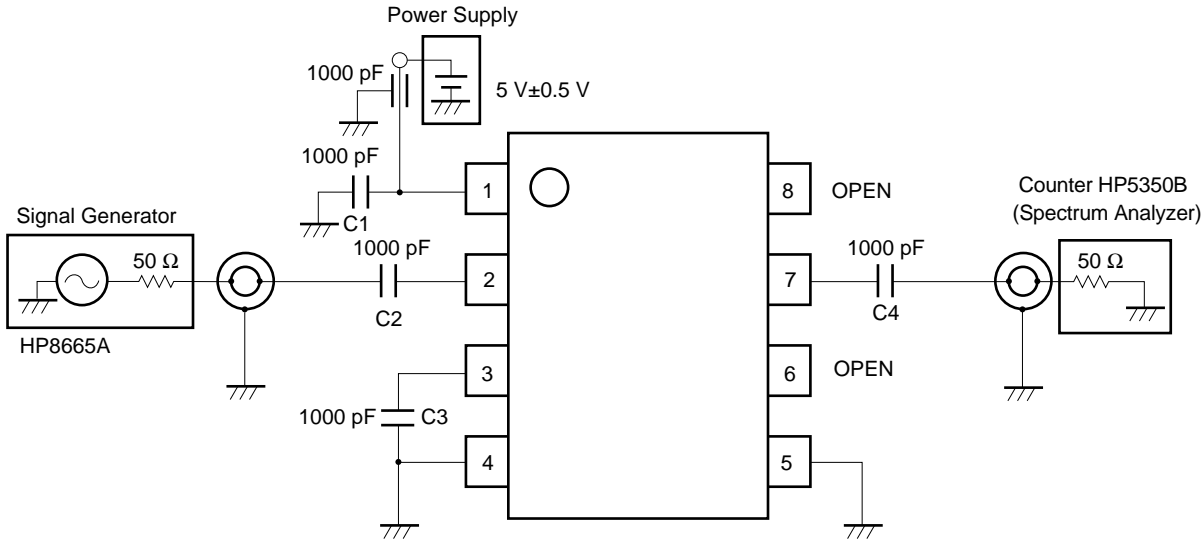 Power Supply
1000 pF
5 V±0.5 V
1000 pF
C1
1
8
OPEN
Counter HP5350B
(Spectrum Analyzer)
Signal Generator
50 Ω
HP8665A
1000 pF
C2
2
7
1000 pF
C4
50 Ω
3
6
OPEN
1000 pF
C3
4
5